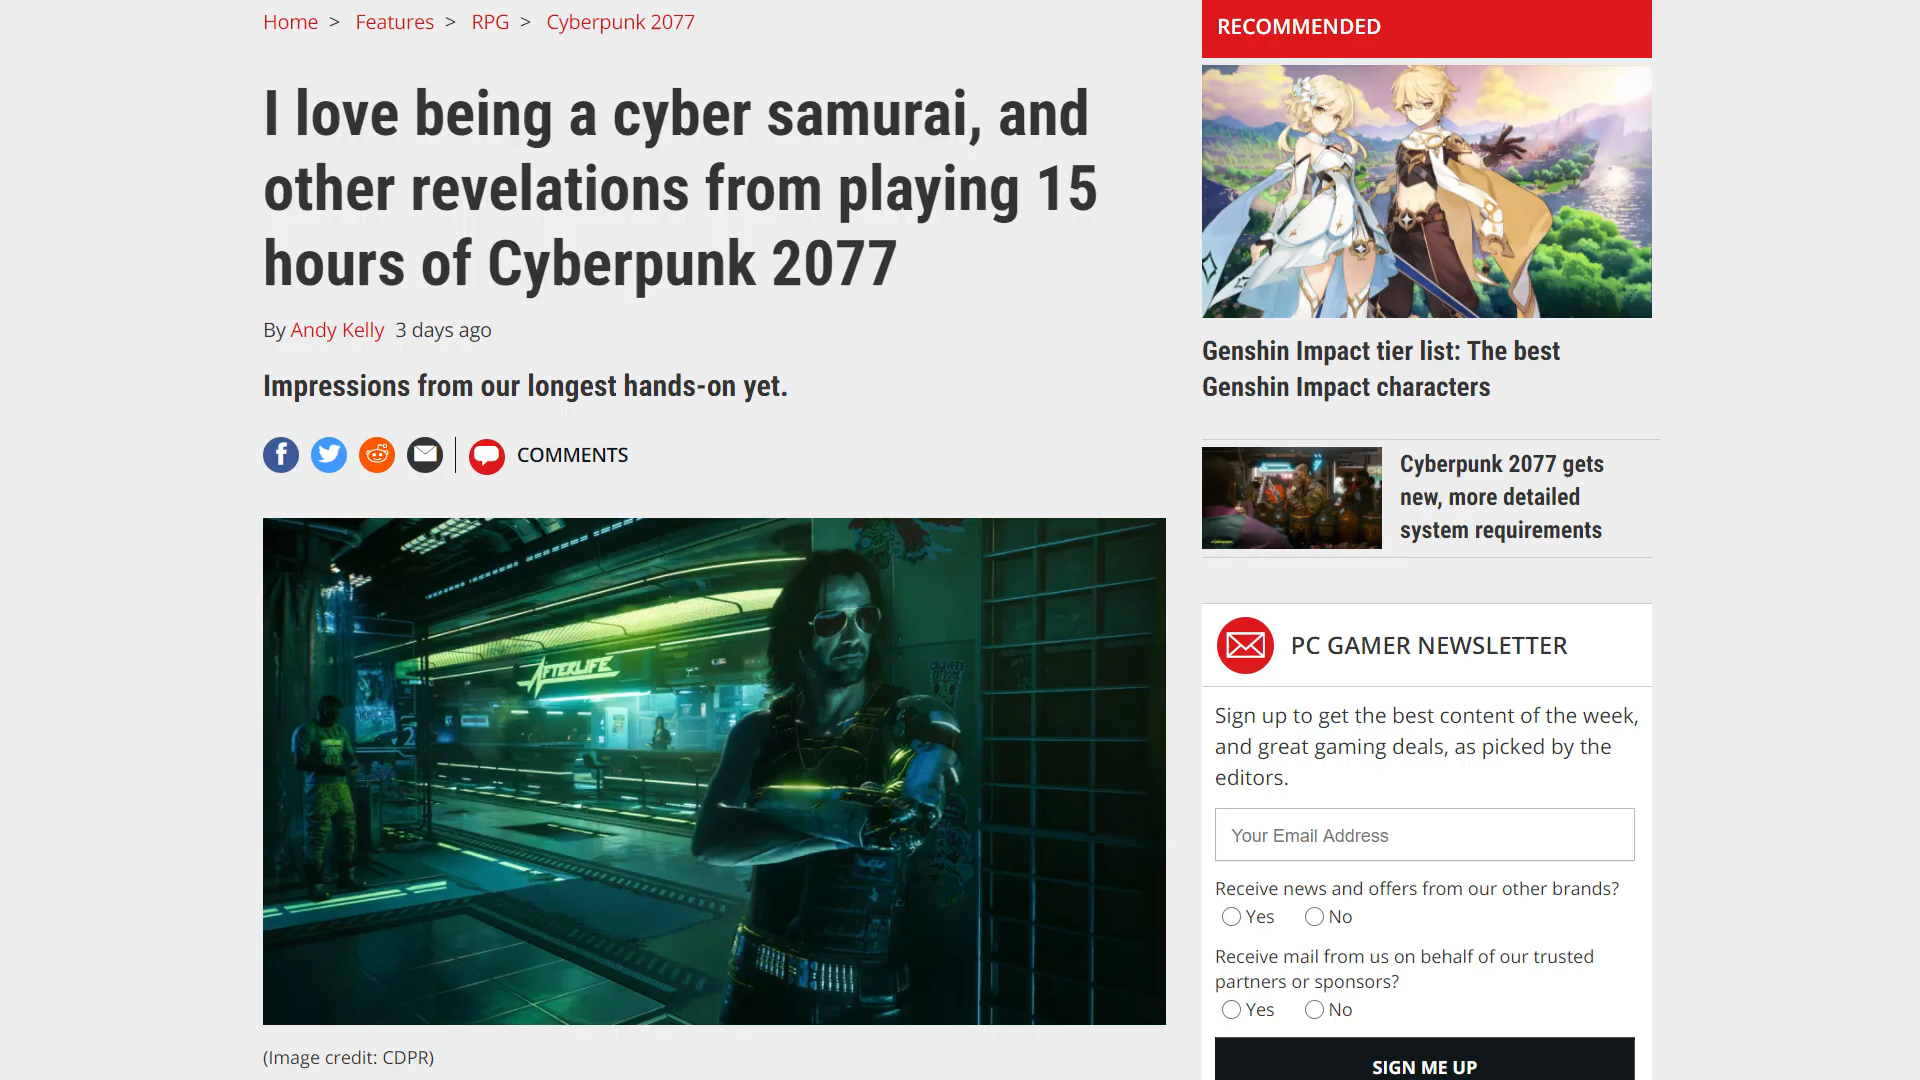 Home > Features > RPG > Cyberpunk 2077
I love being a cyber samurai, and
other revelations from playing 15
hours of Cyberpunk 2077
By Andy Kelly 3 days ago
Impressions from our longest hands-on yet.
COMMENTS
AFTERLIFE
(Image credit: CDPR)
RECOMMENDED
Genshin Impact tier list: The best
Genshin Impact characters
Cyberpunk 2077 gets
new, more detailed
system requirements
PC GAMER NEWSLETTER
Sign up to get the best content of the week,
and great gaming deals, as picked by the
editors.
Your Email Address
Receive news and offers from our other brands?
Yes No
Receive mail from us on behalf of our trusted
partners or sponsors?
Yes No
SIGN ME UP